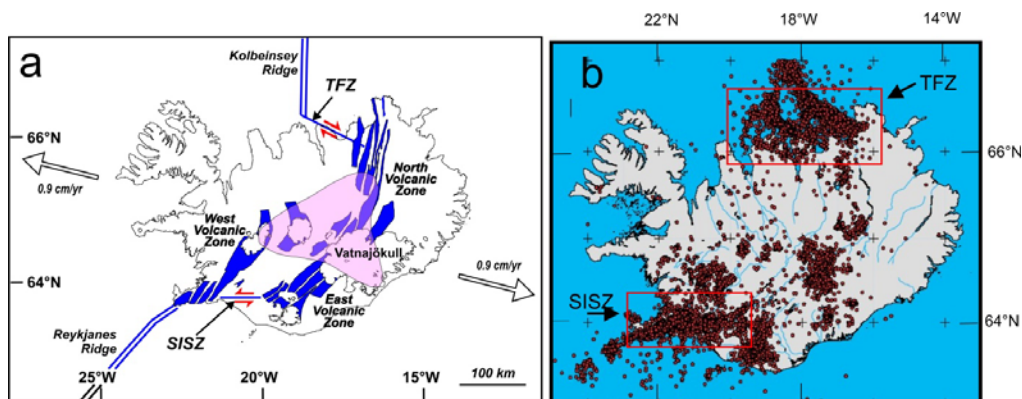 a
Kolbeinsey
Ridge
TFZ
66°N
0.9 cm/yr
North
Volcanic
Zone
West
Volcanic
Zone
Vatnajökull
0.9 cm/yr
64°N
East
Volcanic
Zone
Reykjanes
Ridge
SISZ
25°W
20°W
15°W
100 km
22°N
18°W
14°W
b
TFZ
66°N
SISZ
64°N